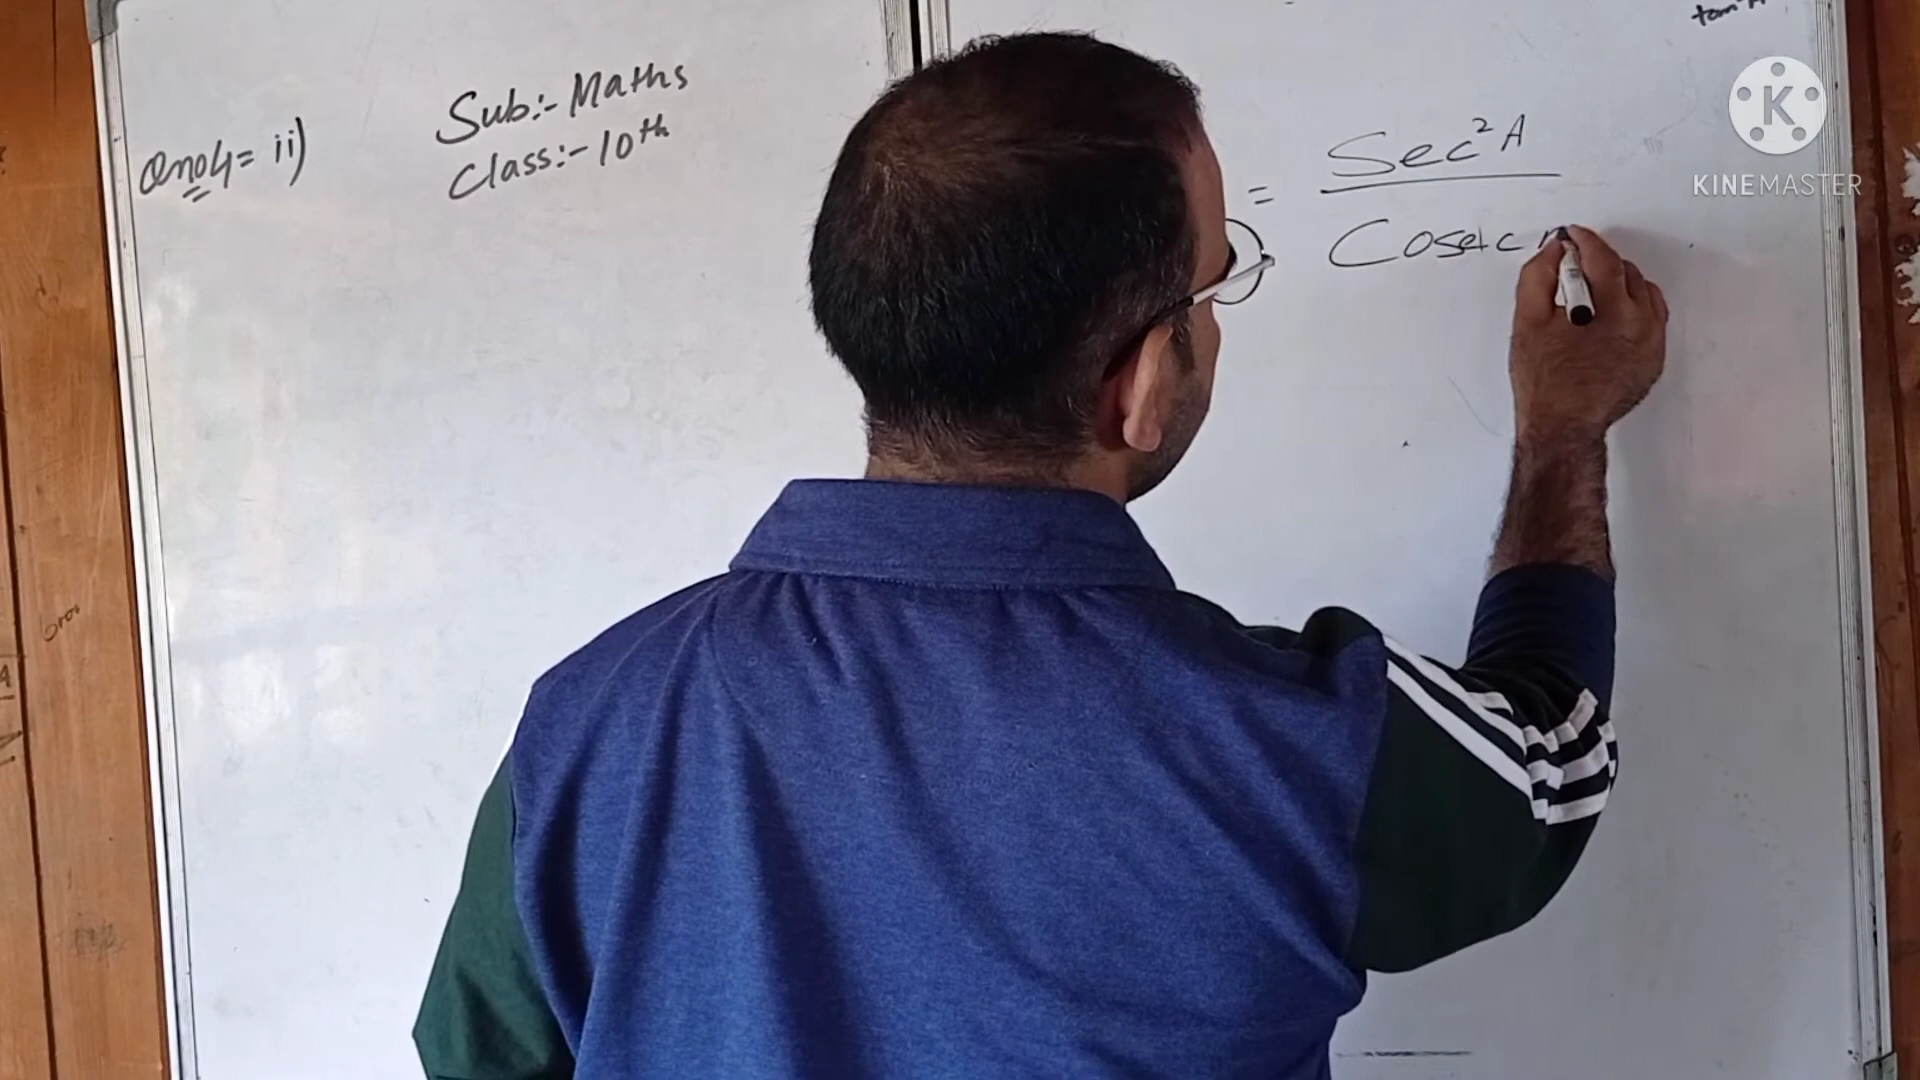 Qno4= ii)
Sub:- Maths
Class:- 10th
= Sec²A
Cosec
KINEMASTER